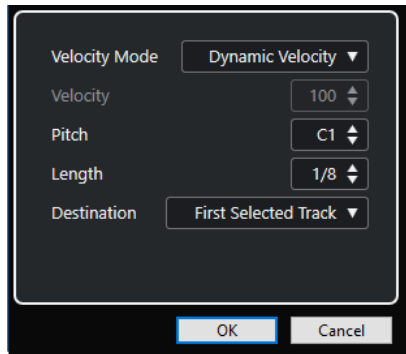 Velocity Mode Dynamic Velocity
Velocity 100
Pitch C1
Length 1/8
Destination First Selected Track
OK Cancel